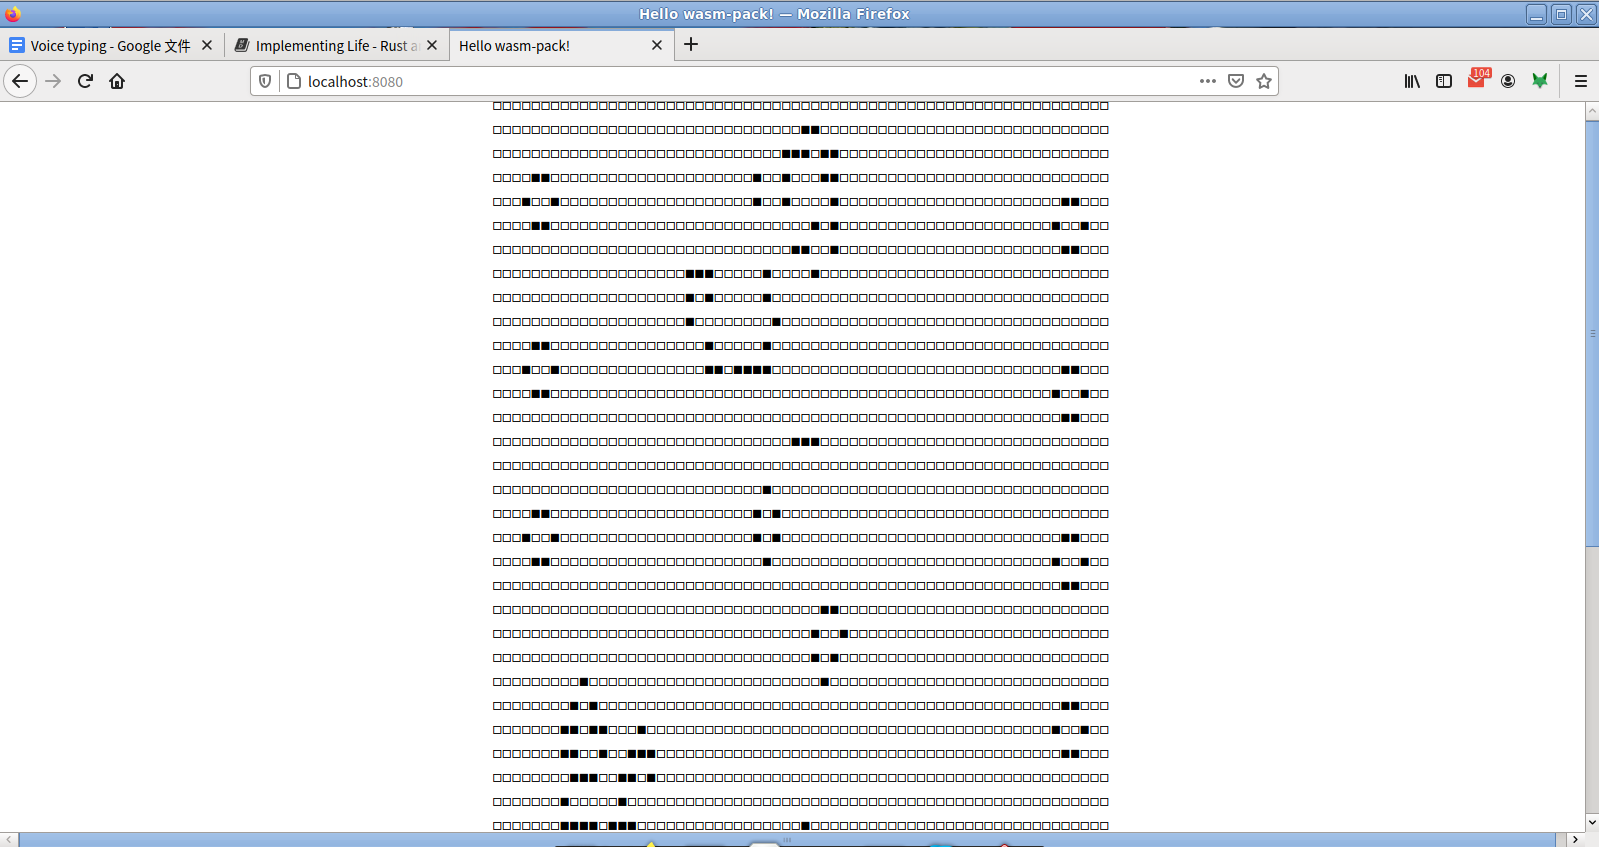 Hello wasm-pack! — Mozilla Firefox
Voice typing - Google 文件
Implementing Life - Rust a
Hello wasm-pack!
localhost:8080
104